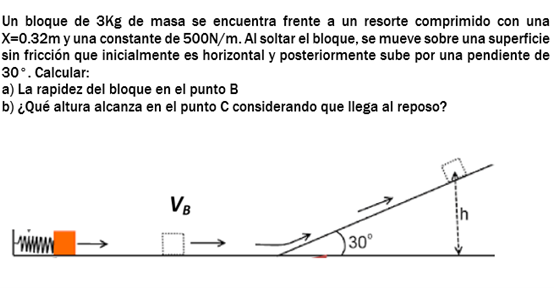 Un bloque de 3Kg de masa se encuentra frente a un resorte comprimido con una
X=0.32m y una constante de 500N/m. Al soltar el bloque, se mueve sobre una superficie
sin fricción que inicialmente es horizontal y posteriormente sube por una pendiente de
30°. Calcular:
a) La rapidez del bloque en el punto B
b) ¿Qué altura alcanza en el punto C considerando que llega al reposo?
VB
h
30°